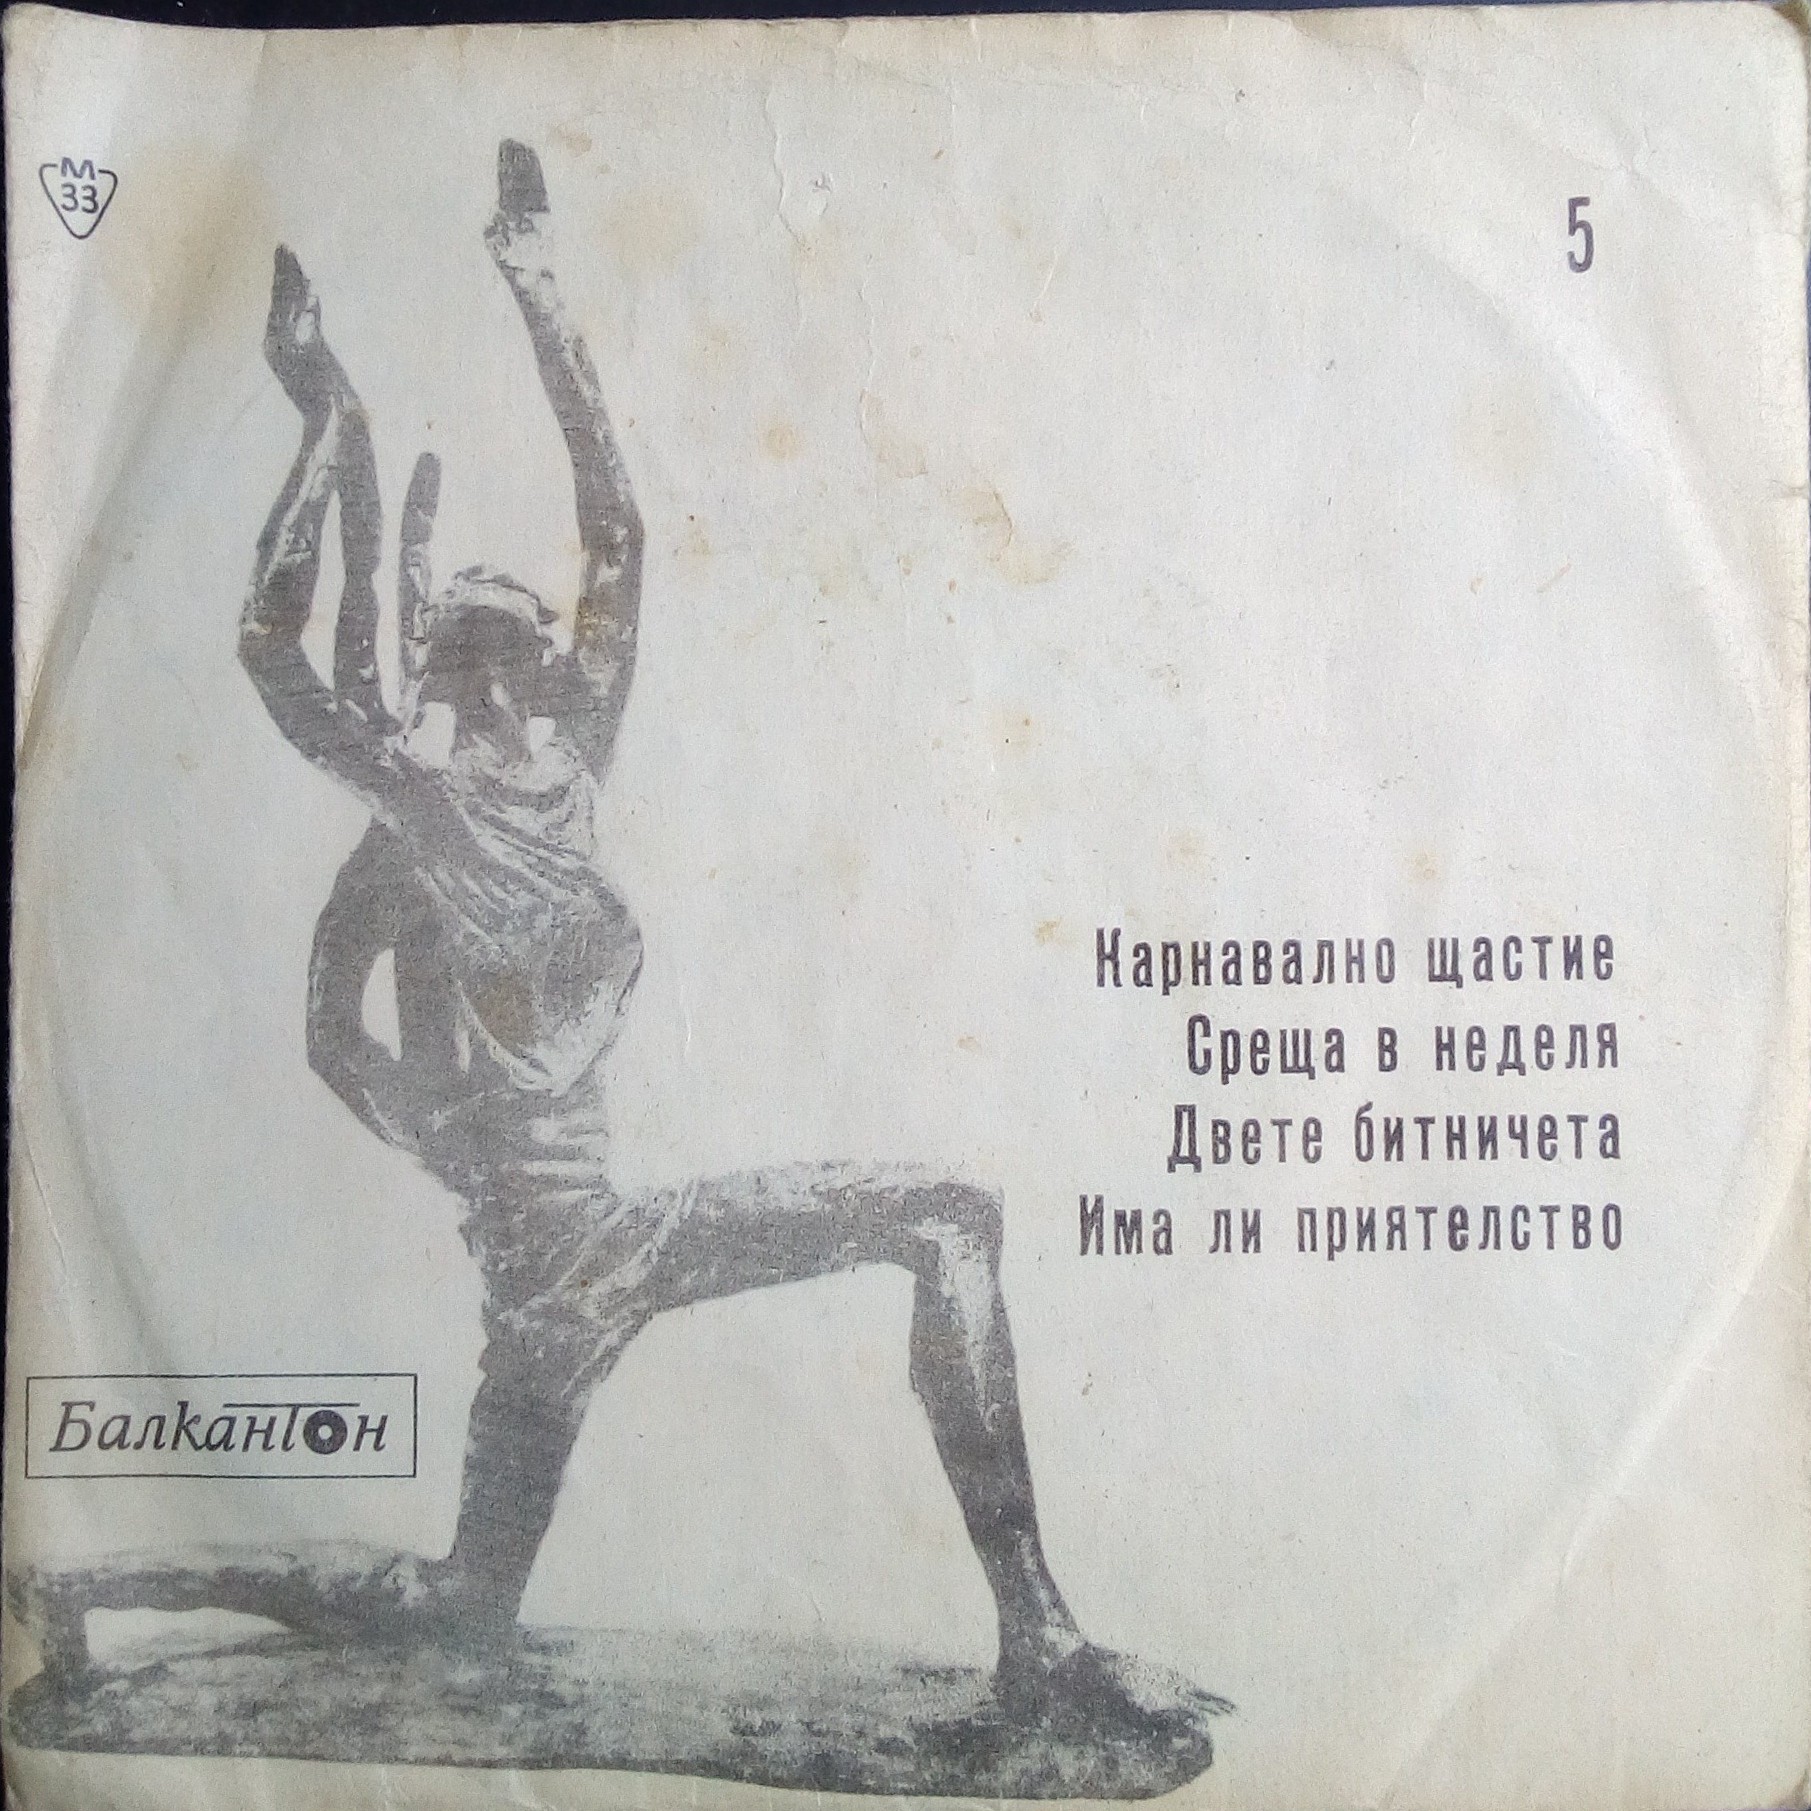 М
33
5
Карнавално щастие
Среща в неделя
Двете битничета
Има ли приятелство
Балкантон